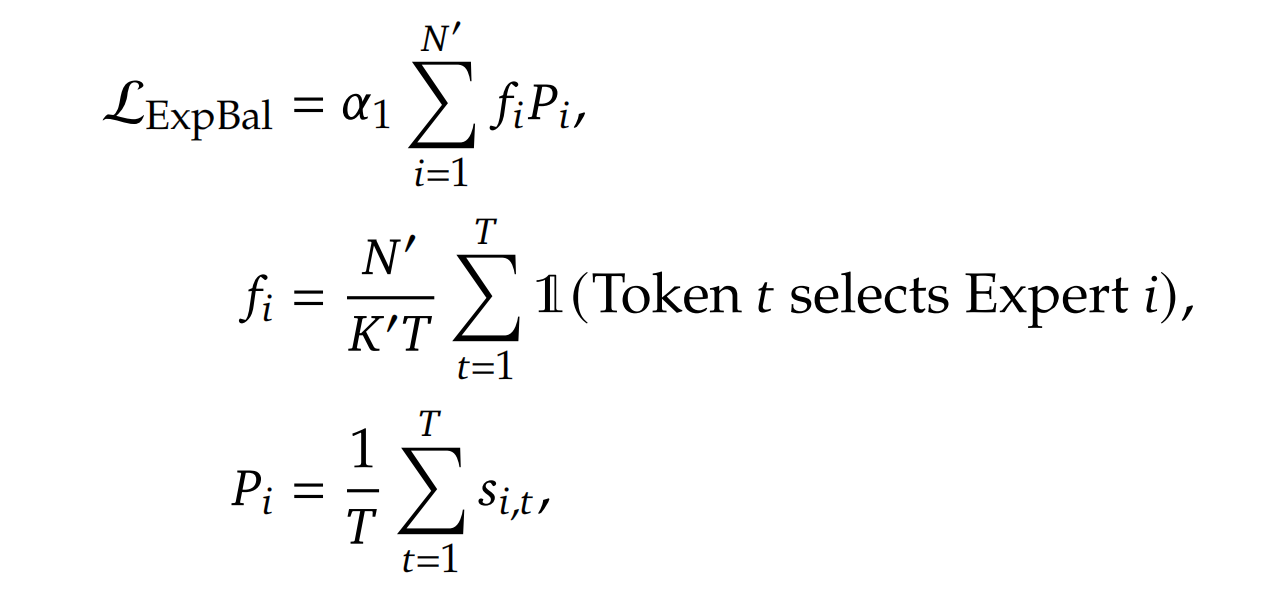 $\mathcal{L}_{\text{ExpBal}} = \alpha_1 \sum_{i=1}^{N'} f_i P_i,$
$f_i = \frac{N'}{K'T} \sum_{t=1}^{T} \mathbb{1}(\text{Token } t \text{ selects Expert } i),$
$P_i = \frac{1}{T} \sum_{t=1}^{T} s_{i,t},$